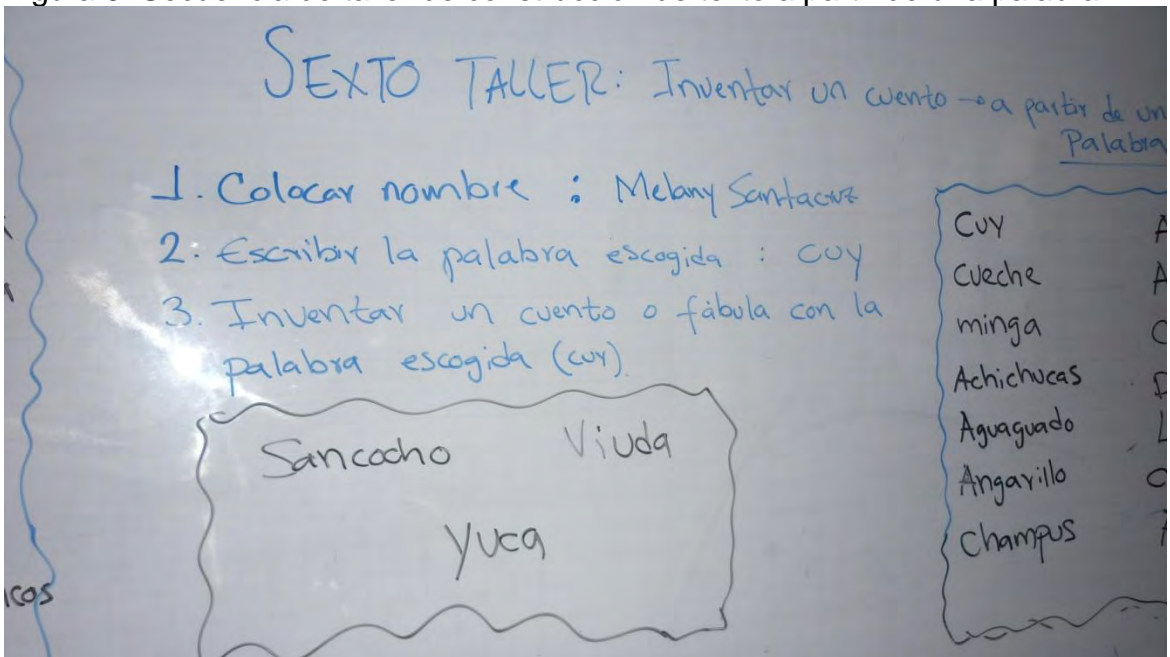 SEXTO TALLER: Inventar un cuento → a partir de un
Palabra
1. Colocar nombre : Melany Santacruz
2. Escribir la palabra escogida : cuy
3. Inventar un cuento o fábula con la
palabra escogida (cuy).
Sancocho Viuda
Yuca
Cuy
Cueche
minga
Achichucas
Aguaguado
Angarillo
Champus